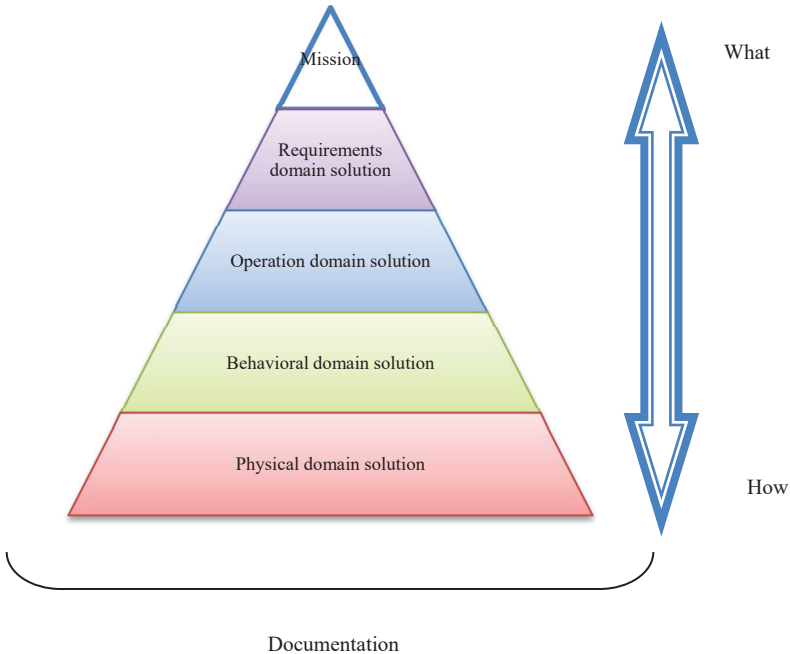 Mission
What
Requirements
domain solution
Operation domain solution
Behavioral domain solution
Physical domain solution
How
Documentation